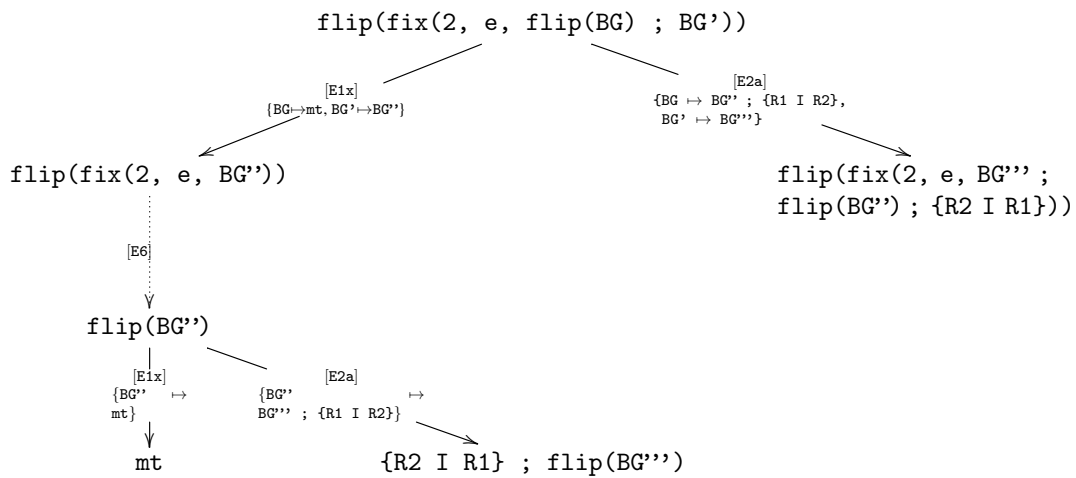 flip(fix(2, e, flip(BG) ; BG’))
[E1x]
{BG↦mt, BG’↦BG’’}
[E2a]
{BG ↦ BG’’ ; {R1 I R2},
BG’ ↦ BG’’’}
flip(fix(2, e, BG’’))
flip(fix(2, e, BG’’’ ;
flip(BG’’) ; {R2 I R1}))
[E6]
flip(BG’’)
[E1x]
{BG’’ ↦
mt}
[E2a]
{BG’’ ↦
BG’’’ ; {R1 I R2}}
mt
{R2 I R1} ; flip(BG’’’)